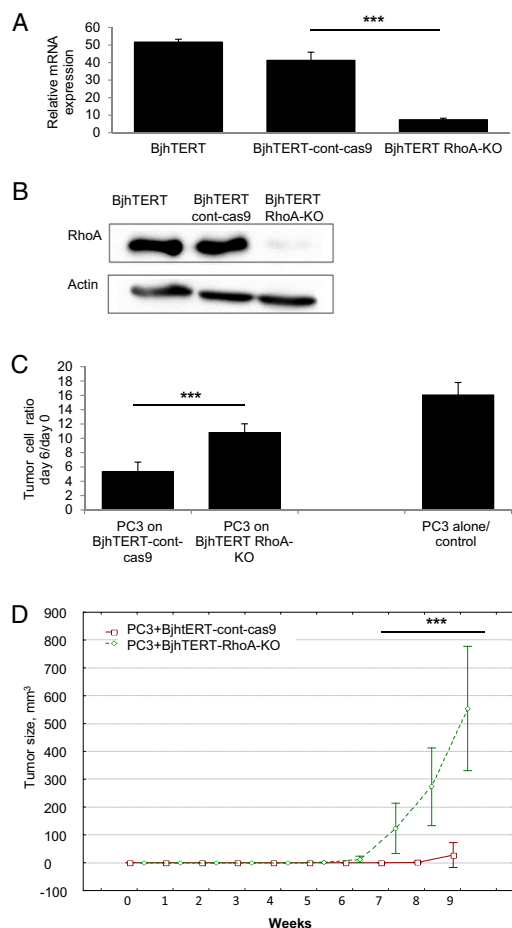 A
Relative mRNA
expression
60
50
40
30
20
10
0
***
BjhTERT
BjhTERT-cont-cas9
BjhTERT RhoA-KO
B
BjhTERT
BjhTERT
cont-cas9
BjhTERT
RhoA-KO
RhoA
Actin
C
Tumor cell ratio
day 6/day 0
20
18
16
14
12
10
8
6
4
2
0
***
PC3 on
BjhTERT-cont-
cas9
PC3 on
BjhTERT RhoA-
KO
PC3 alone/
control
D
Tumor size, mm³
900
800
700
600
500
400
300
200
100
0
-100
PC3+BjhtERT-cont-cas9
PC3+BjhTERT-RhoA-KO
***
0 1 2 3 4 5 6 7 8 9
Weeks